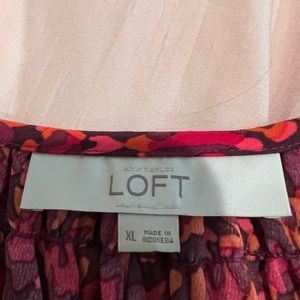 ANN TAYLOR
LOFT
XL MADE IN
INDONESIA